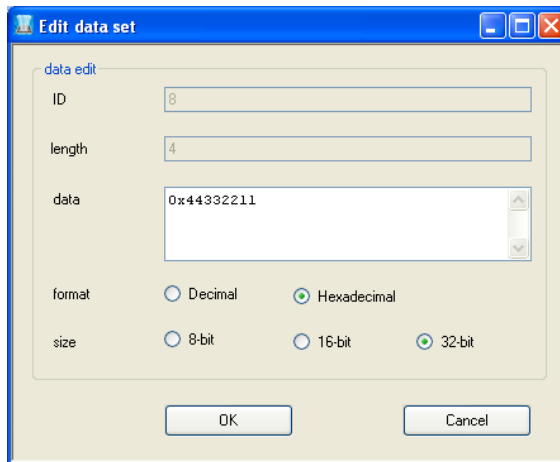 Edit data set
data edit
ID 8
length 4
data 0x44332211
format Decimal Hexadecimal
size 8-bit 16-bit 32-bit
OK Cancel